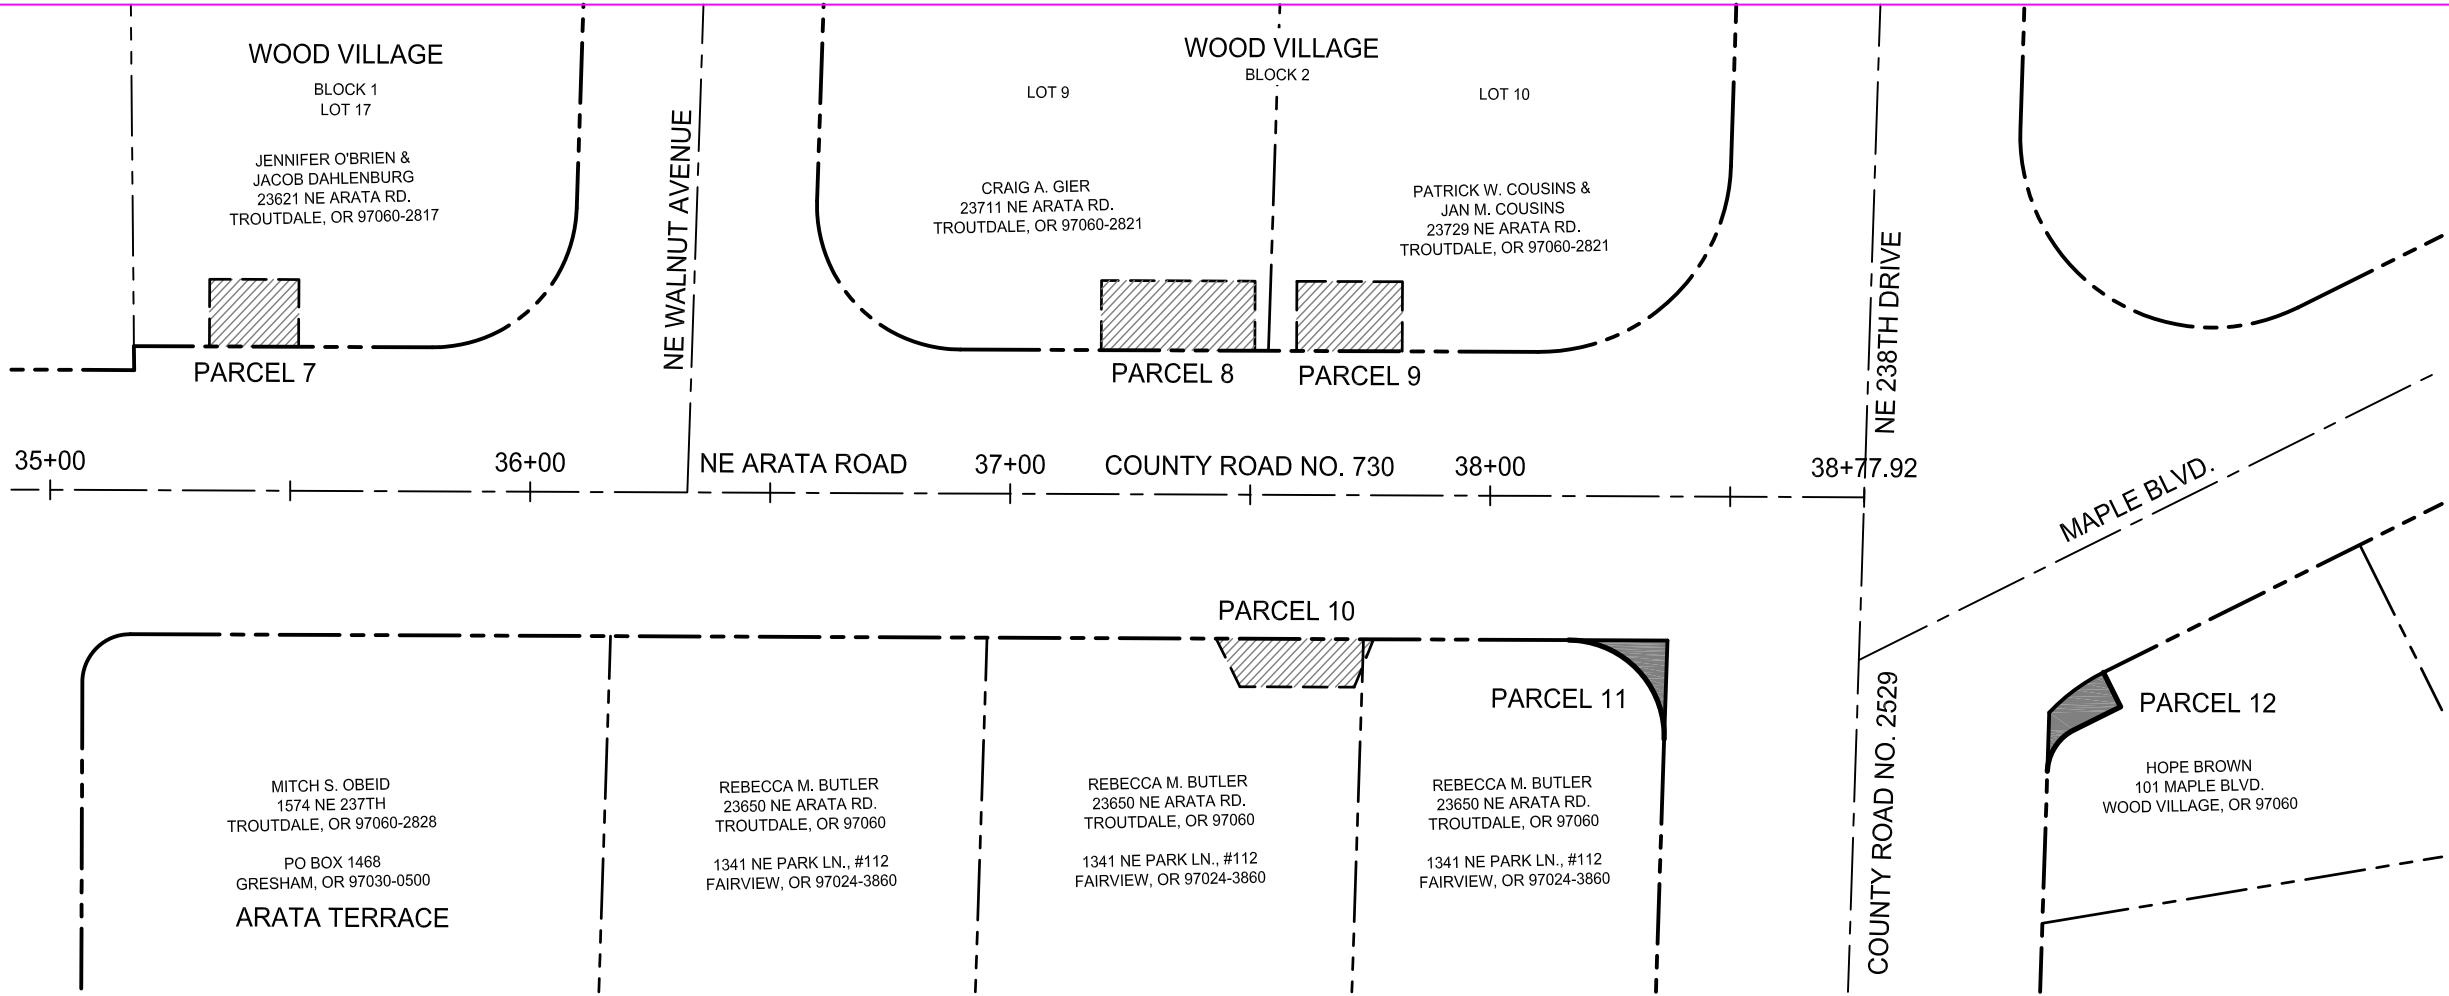 WOOD VILLAGE
BLOCK 1
LOT 17
JENNIFER O'BRIEN &
JACOB DAHLENBURG
23621 NE ARATA RD.
TROUTDALE, OR 97060-2817
PARCEL 7
NE WALNUT AVENUE
WOOD VILLAGE
BLOCK 2
LOT 9
LOT 10
CRAIG A. GIER
23711 NE ARATA RD.
TROUTDALE, OR 97060-2821
PATRICK W. COUSINS &
JAN M. COUSINS
23729 NE ARATA RD.
TROUTDALE, OR 97060-2821
PARCEL 8
PARCEL 9
NE 238TH DRIVE
35+00
36+00
NE ARATA ROAD
37+00
COUNTY ROAD NO. 730
38+00
38+77.92
MAPLE BLVD.
PARCEL 10
PARCEL 11
PARCEL 12
MITCH S. OBEID
1574 NE 237TH
TROUTDALE, OR 97060-2828
PO BOX 1468
GRESHAM, OR 97030-0500
ARATA TERRACE
REBECCA M. BUTLER
23650 NE ARATA RD.
TROUTDALE, OR 97060
1341 NE PARK LN., #112
FAIRVIEW, OR 97024-3860
REBECCA M. BUTLER
23650 NE ARATA RD.
TROUTDALE, OR 97060
1341 NE PARK LN., #112
FAIRVIEW, OR 97024-3860
REBECCA M. BUTLER
23650 NE ARATA RD.
TROUTDALE, OR 97060
1341 NE PARK LN., #112
FAIRVIEW, OR 97024-3860
COUNTY ROAD NO. 2529
HOPE BROWN
101 MAPLE BLVD.
WOOD VILLAGE, OR 97060